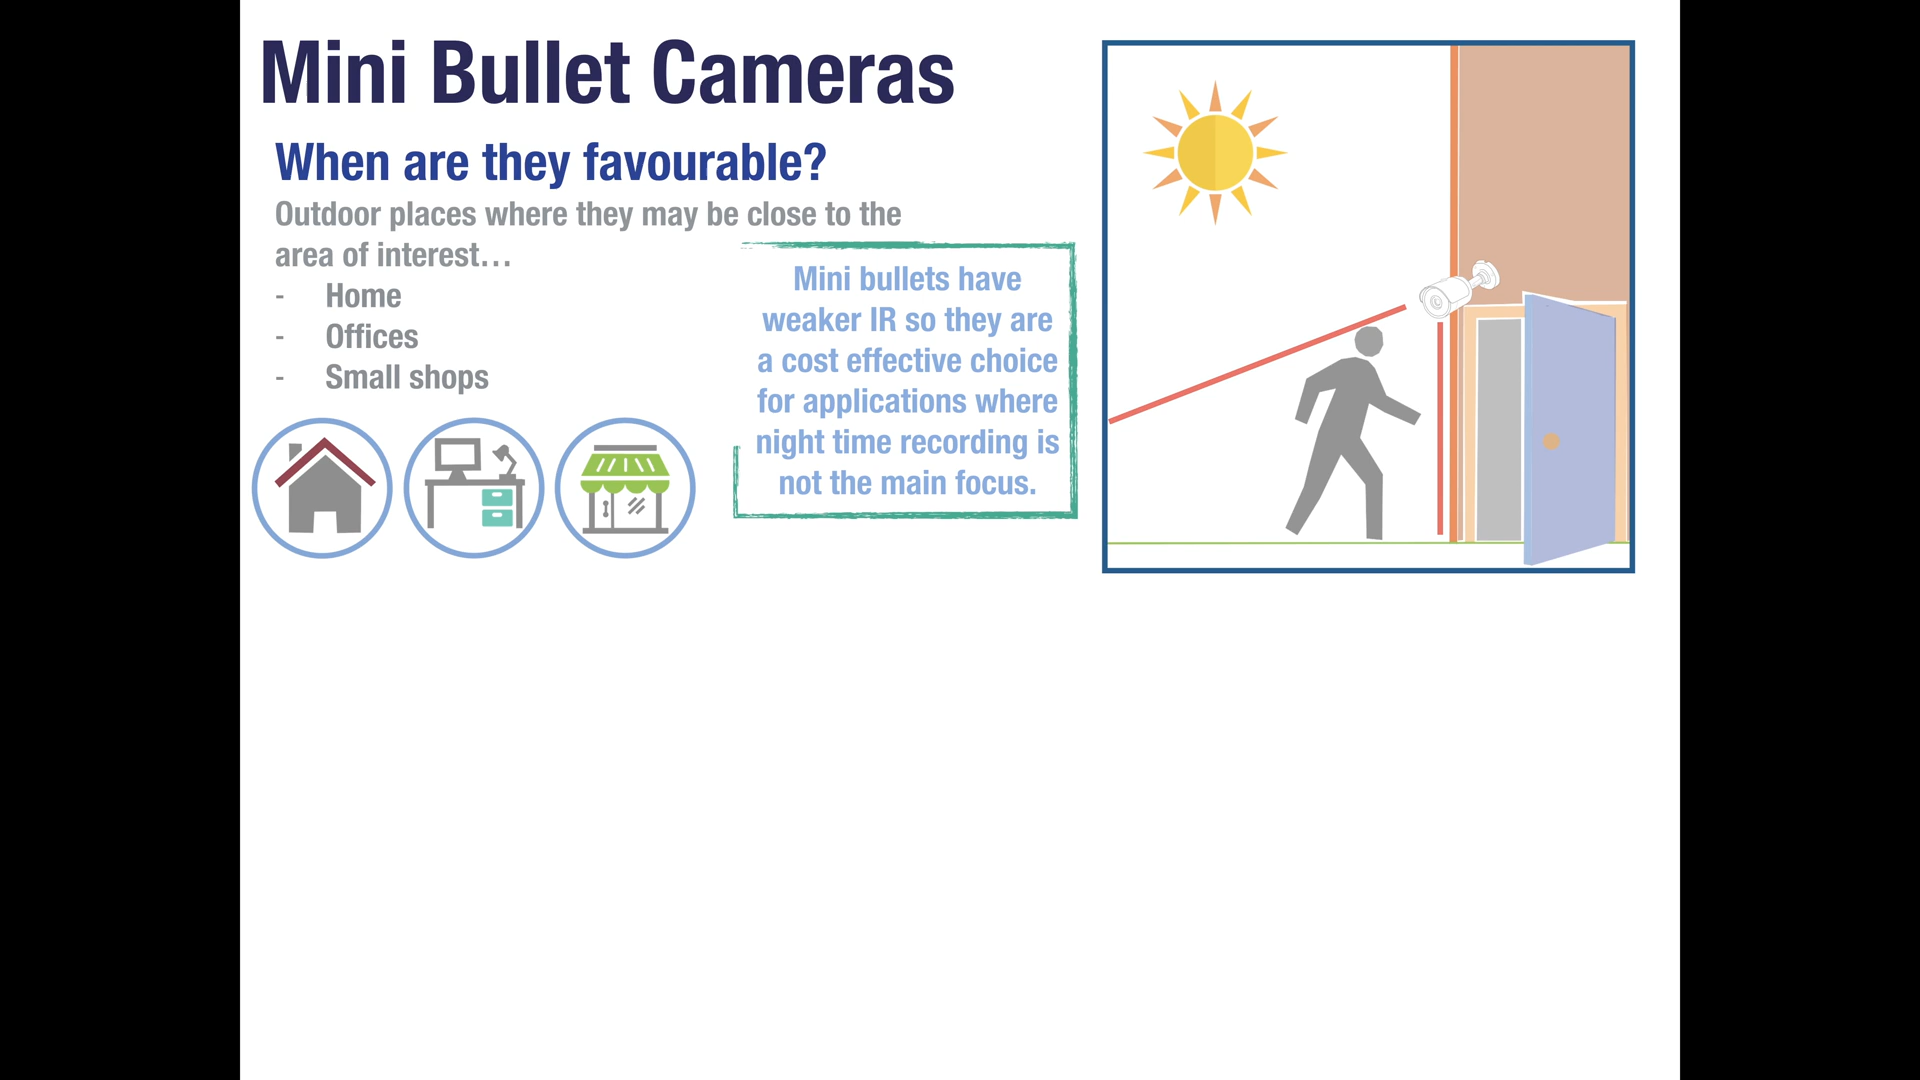 Mini Bullet Cameras
When are they favourable?
Outdoor places where they may be close to the
area of interest…
- Home
- Offices
- Small shops
Mini bullets have
weaker IR so they are
a cost effective choice
for applications where
night time recording is
not the main focus.